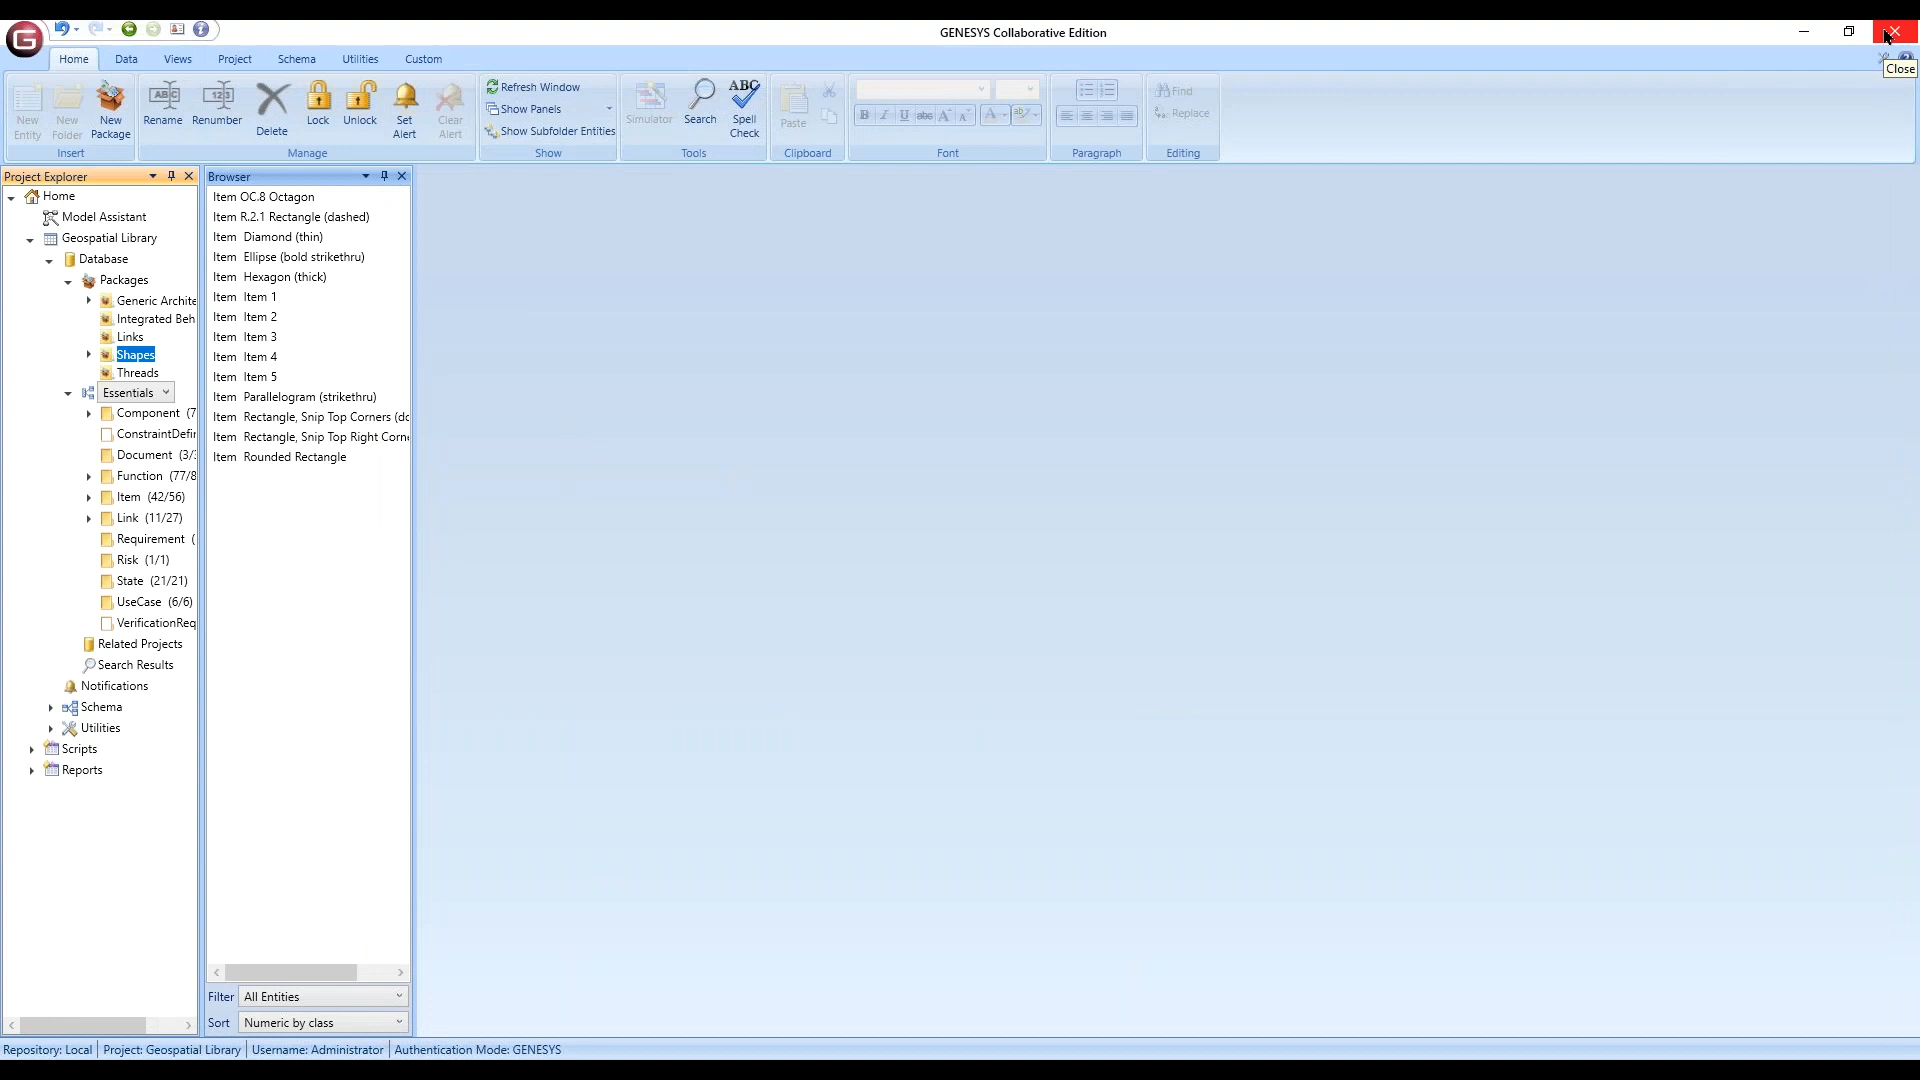 GENESYS Collaborative Edition
G
Close
Home Data Views Project Schema Utilities Custom
New Entity
New Folder
New Package
Insert
Rename
Renumber
Delete
Lock
Unlock
Set Alert
Clear Alert
Manage
Refresh Window
Show Panels
Show Subfolder Entities
Show
Simulator
Search
ABC
Spell Check
Tools
Paste
Clipboard
B I U abc A A A ab
Font
Paragraph
Find
Replace
Editing
Project Explorer
Home
Model Assistant
Geospatial Library
Database
Packages
Generic Archite
Integrated Beh
Links
Shapes
Threads
Essentials
Component (7
ConstraintDefin
Document (3/3
Function (77/8
Item (42/56)
Link (11/27)
Requirement (
Risk (1/1)
State (21/21)
UseCase (6/6)
VerificationReq
Related Projects
Search Results
Notifications
Schema
Utilities
Scripts
Reports
Browser
Item OC.8 Octagon
Item R.2.1 Rectangle (dashed)
Item Diamond (thin)
Item Ellipse (bold strikethru)
Item Hexagon (thick)
Item Item 1
Item Item 2
Item Item 3
Item Item 4
Item Item 5
Item Parallelogram (strikethru)
Item Rectangle, Snip Top Corners (do
Item Rectangle, Snip Top Right Corne
Item Rounded Rectangle
Filter All Entities
Sort Numeric by class
Repository: Local Project: Geospatial Library Username: Administrator Authentication Mode: GENESYS